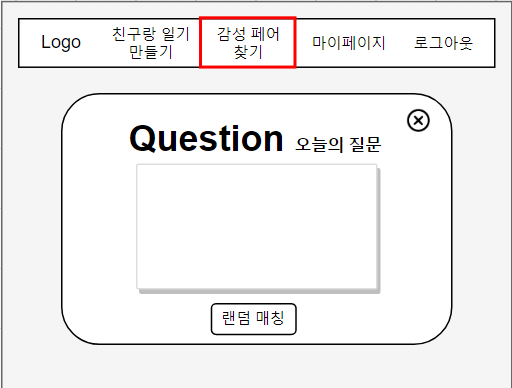 Logo
친구랑 일기
만들기
감성 페어
찾기
마이페이지
로그아웃
Question 오늘의 질문
랜덤 매칭